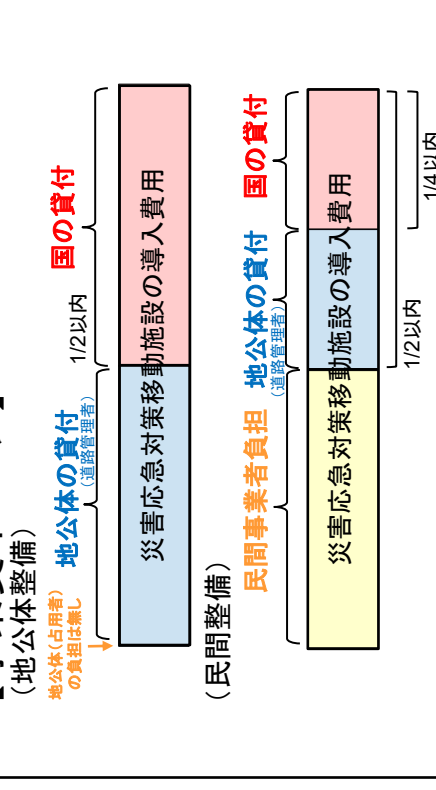 （地公体整備）
地公体（占用者）
の負担は無し
地公体の貸付
（道路管理者）
1/2以内
国の貸付
災害応急対策移動施設の導入費用
（民間整備）
民間事業者負担
地公体の貸付
（道路管理者）
国の貸付
災害応急対策移動施設の導入費用
1/2以内
1/4以内